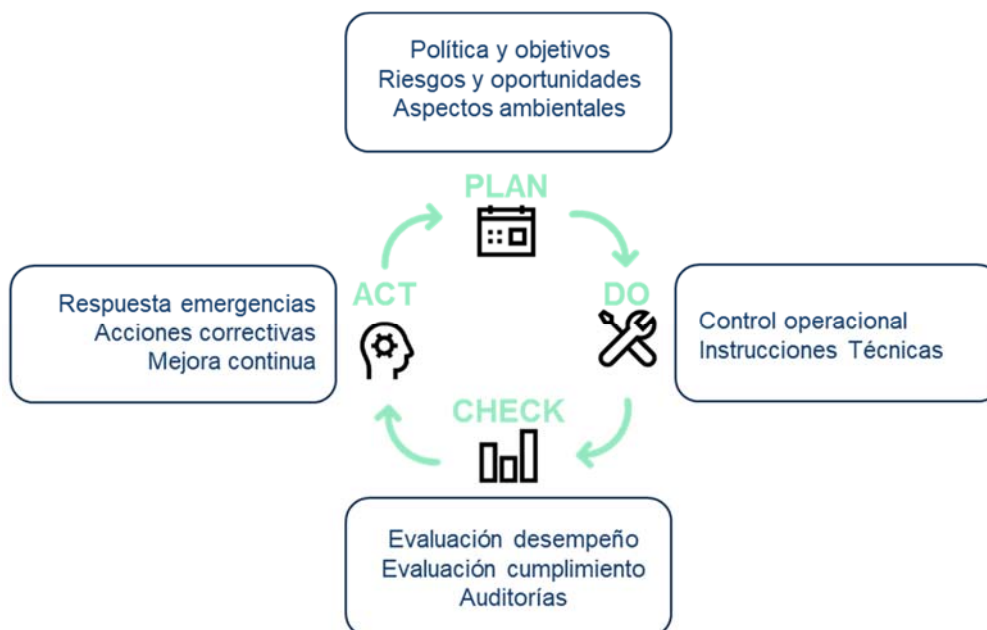 Política y objetivos
Riesgos y oportunidades
Aspectos ambientales
PLAN
ACT
DO
Respuesta emergencias
Acciones correctivas
Mejora continua
Control operacional
Instrucciones Técnicas
CHECK
Evaluación desempeño
Evaluación cumplimiento
Auditorías